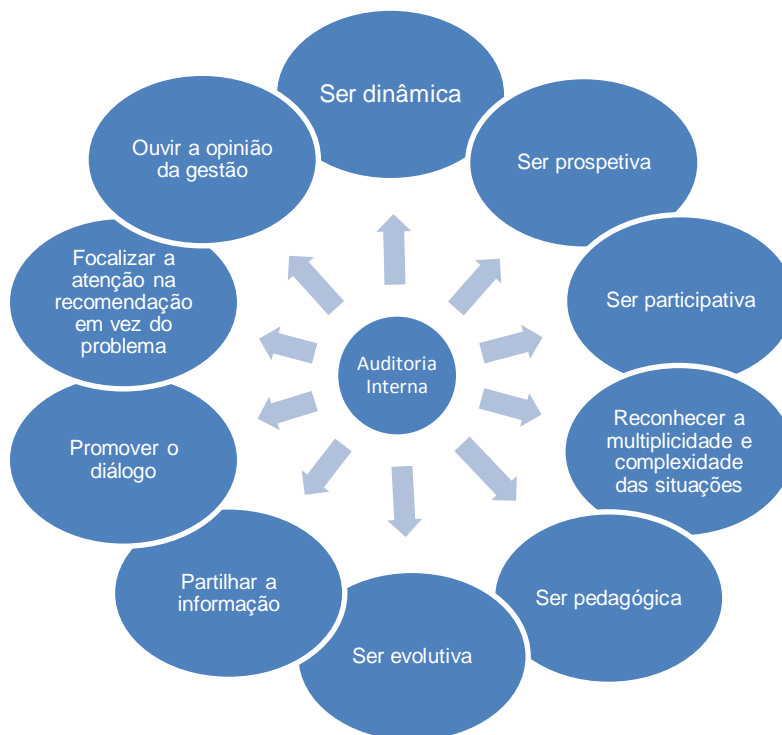 Ser dinâmica
Ser prospetiva
Ser participativa
Reconhecer a
multiplicidade e
complexidade
das situações
Ser pedagógica
Ser evolutiva
Partilhar a
informação
Promover o
diálogo
Focalizar a
atenção na
recomendação
em vez do
problema
Ouvir a opinião
da gestão
Auditoria
Interna